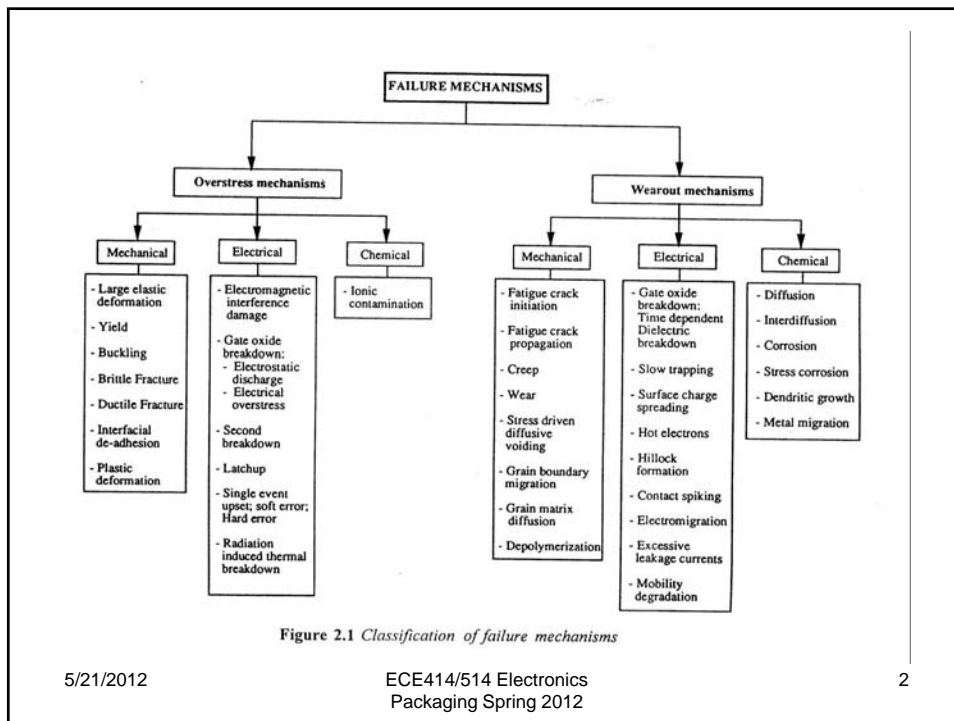 FAILURE MECHANISMS
Overstress mechanisms
Mechanical
- Large elastic
deformation
- Yield
- Buckling
- Brittle Fracture
- Ductile Fracture
- Interfacial
de-adhesion
- Plastic
deformation
Electrical
- Electromagnetic
interference
damage
- Gate oxide
breakdown:
- Electrostatic
discharge
- Electrical
overstress
- Second
breakdown
- Latchup
- Single event
upset; soft error;
Hard error
- Radiation
induced thermal
breakdown
Chemical
- Ionic
contamination
Wearout mechanisms
Mechanical
- Fatigue crack
initiation
- Fatigue crack
propagation
- Creep
- Wear
- Stress driven
diffusive
voiding
- Grain boundary
migration
- Grain matrix
diffusion
- Depolymerization
Electrical
- Gate oxide
breakdown:
Time dependent
Dielectric
breakdown
- Slow trapping
- Surface charge
spreading
- Hot electrons
- Hillock
formation
- Contact spiking
- Electromigration
- Excessive
leakage currents
- Mobility
degradation
Chemical
- Diffusion
- Interdiffusion
- Corrosion
- Stress corrosion
- Dendritic growth
- Metal migration
Figure 2.1 Classification of failure mechanisms
5/21/2012
ECE414/514 Electronics
Packaging Spring 2012
2